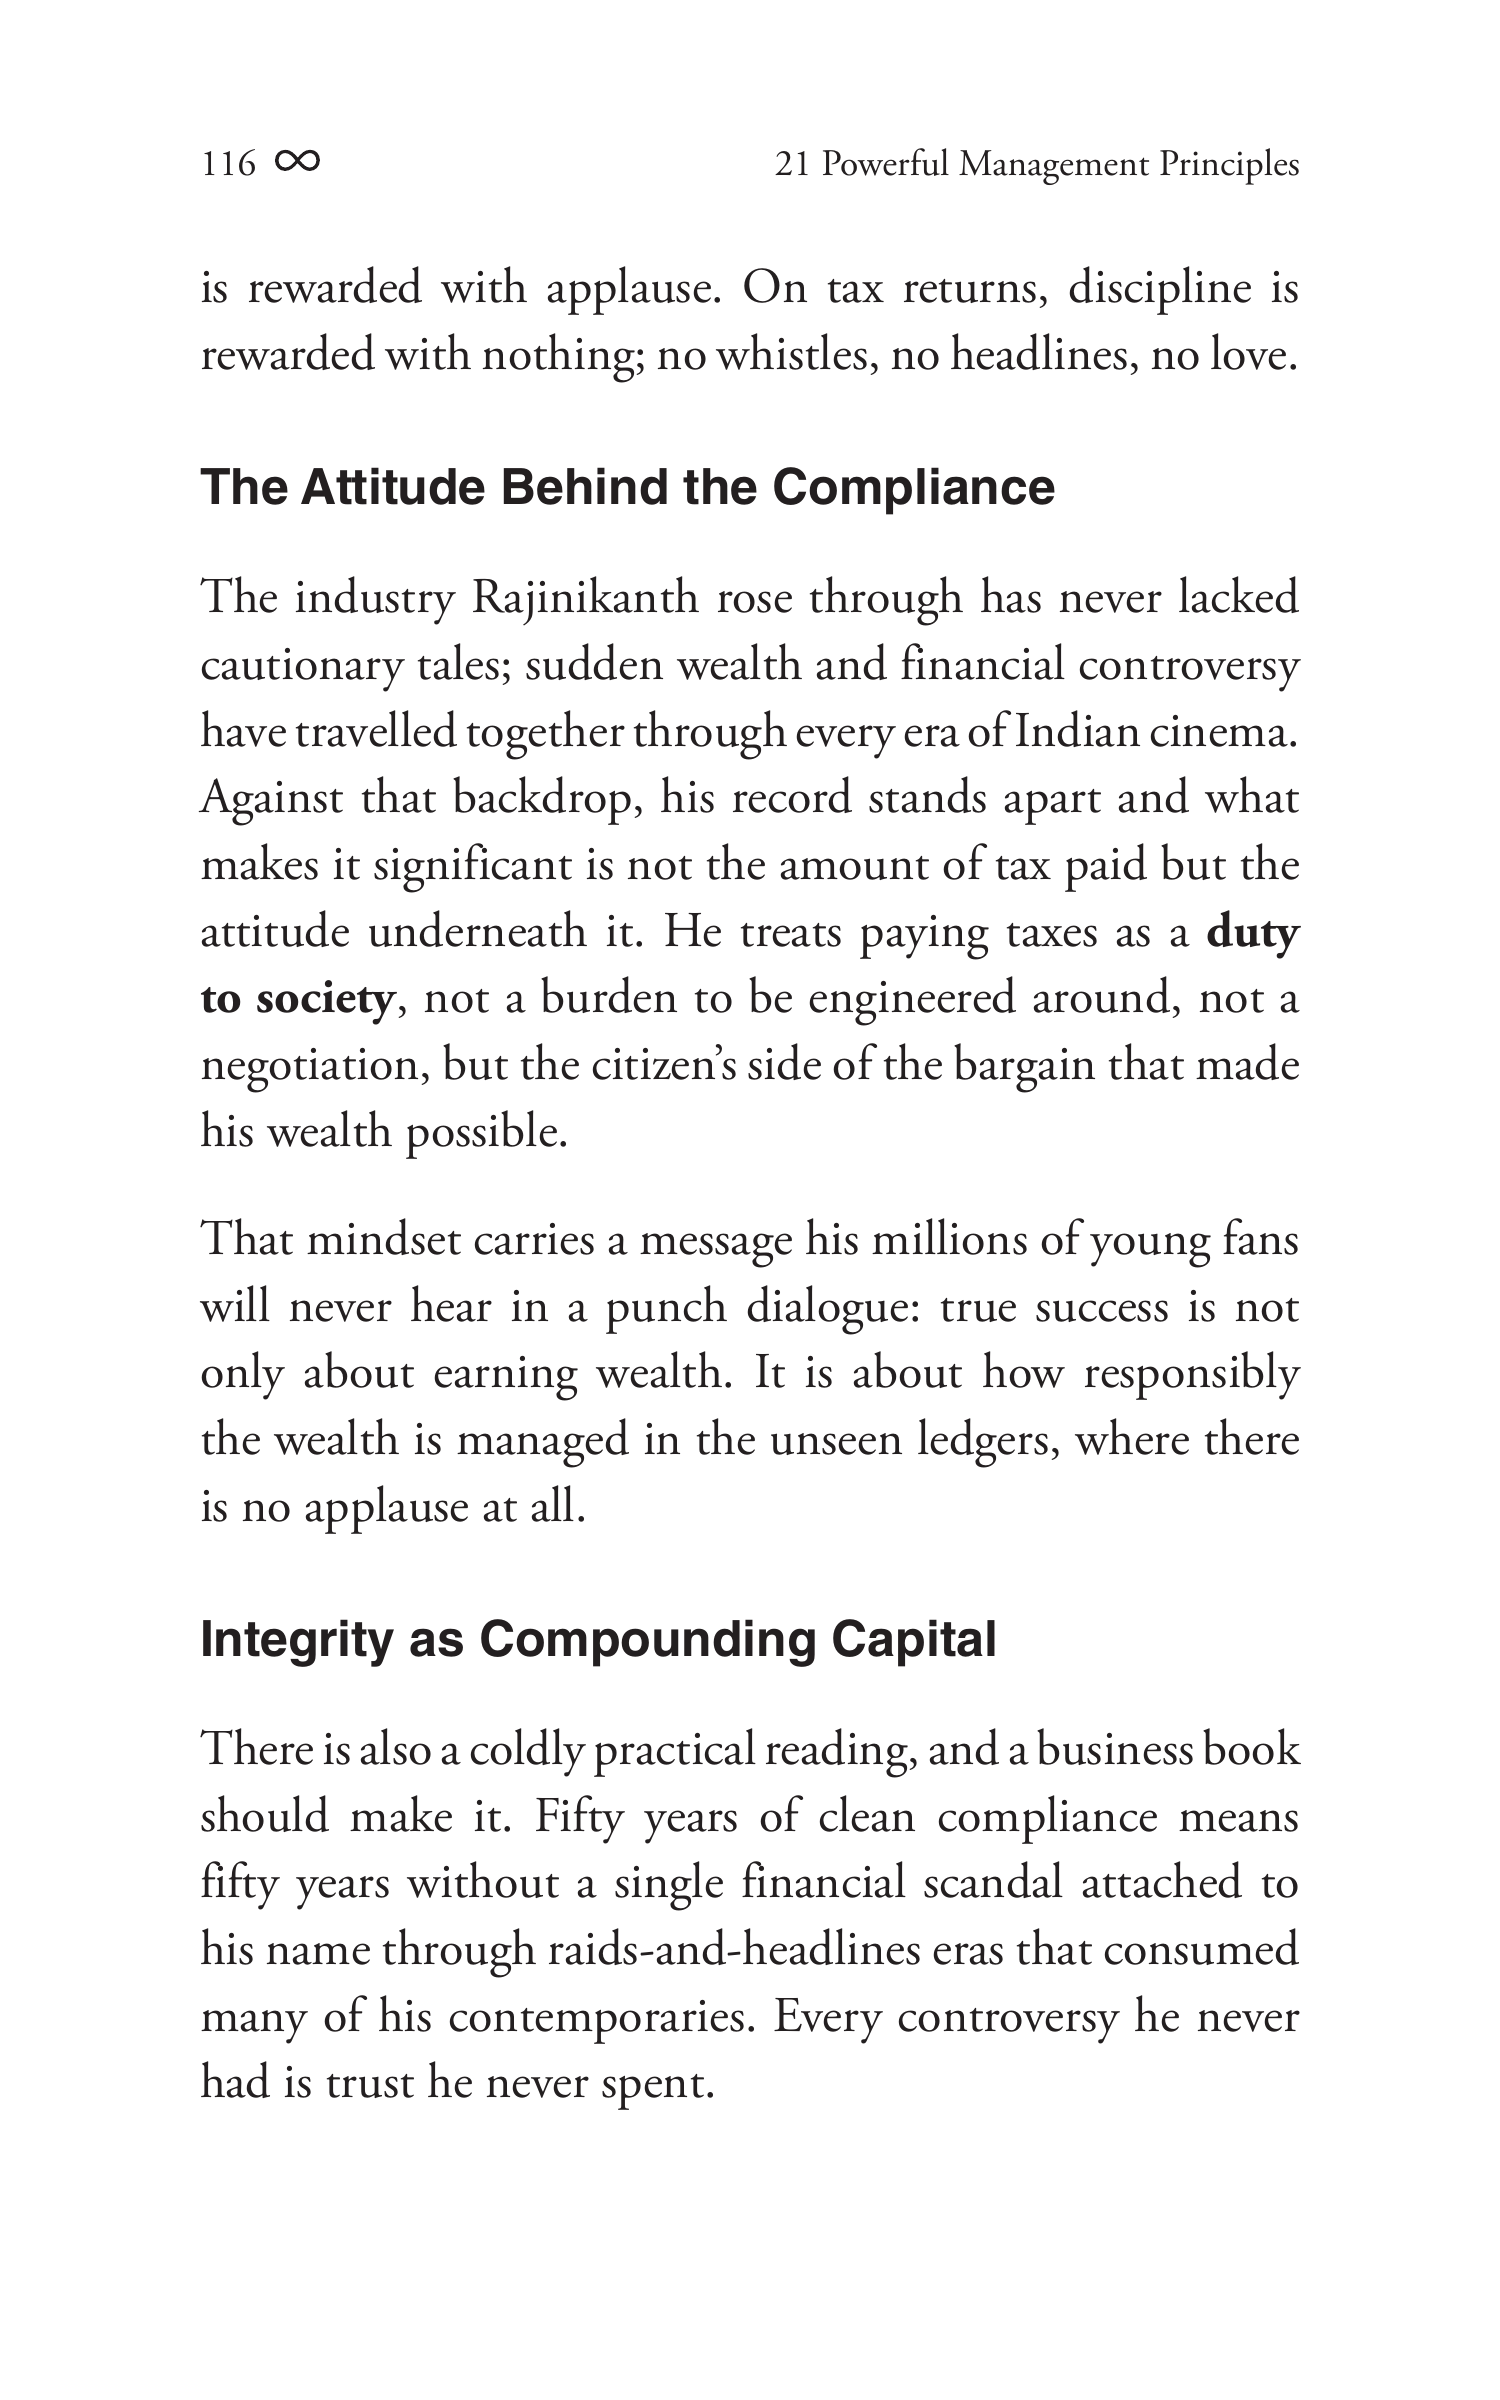 116 ∞ 21 Powerful Management Principles
is rewarded with applause. On tax returns, discipline is
rewarded with nothing; no whistles, no headlines, no love.
The Attitude Behind the Compliance
The industry Rajinikanth rose through has never lacked
cautionary tales; sudden wealth and financial controversy
have travelled together through every era of Indian cinema.
Against that backdrop, his record stands apart and what
makes it significant is not the amount of tax paid but the
attitude underneath it. He treats paying taxes as a duty
to society, not a burden to be engineered around, not a
negotiation, but the citizen’s side of the bargain that made
his wealth possible.
That mindset carries a message his millions of young fans
will never hear in a punch dialogue: true success is not
only about earning wealth. It is about how responsibly
the wealth is managed in the unseen ledgers, where there
is no applause at all.
Integrity as Compounding Capital
There is also a coldly practical reading, and a business book
should make it. Fifty years of clean compliance means
fifty years without a single financial scandal attached to
his name through raids-and-headlines eras that consumed
many of his contemporaries. Every controversy he never
had is trust he never spent.